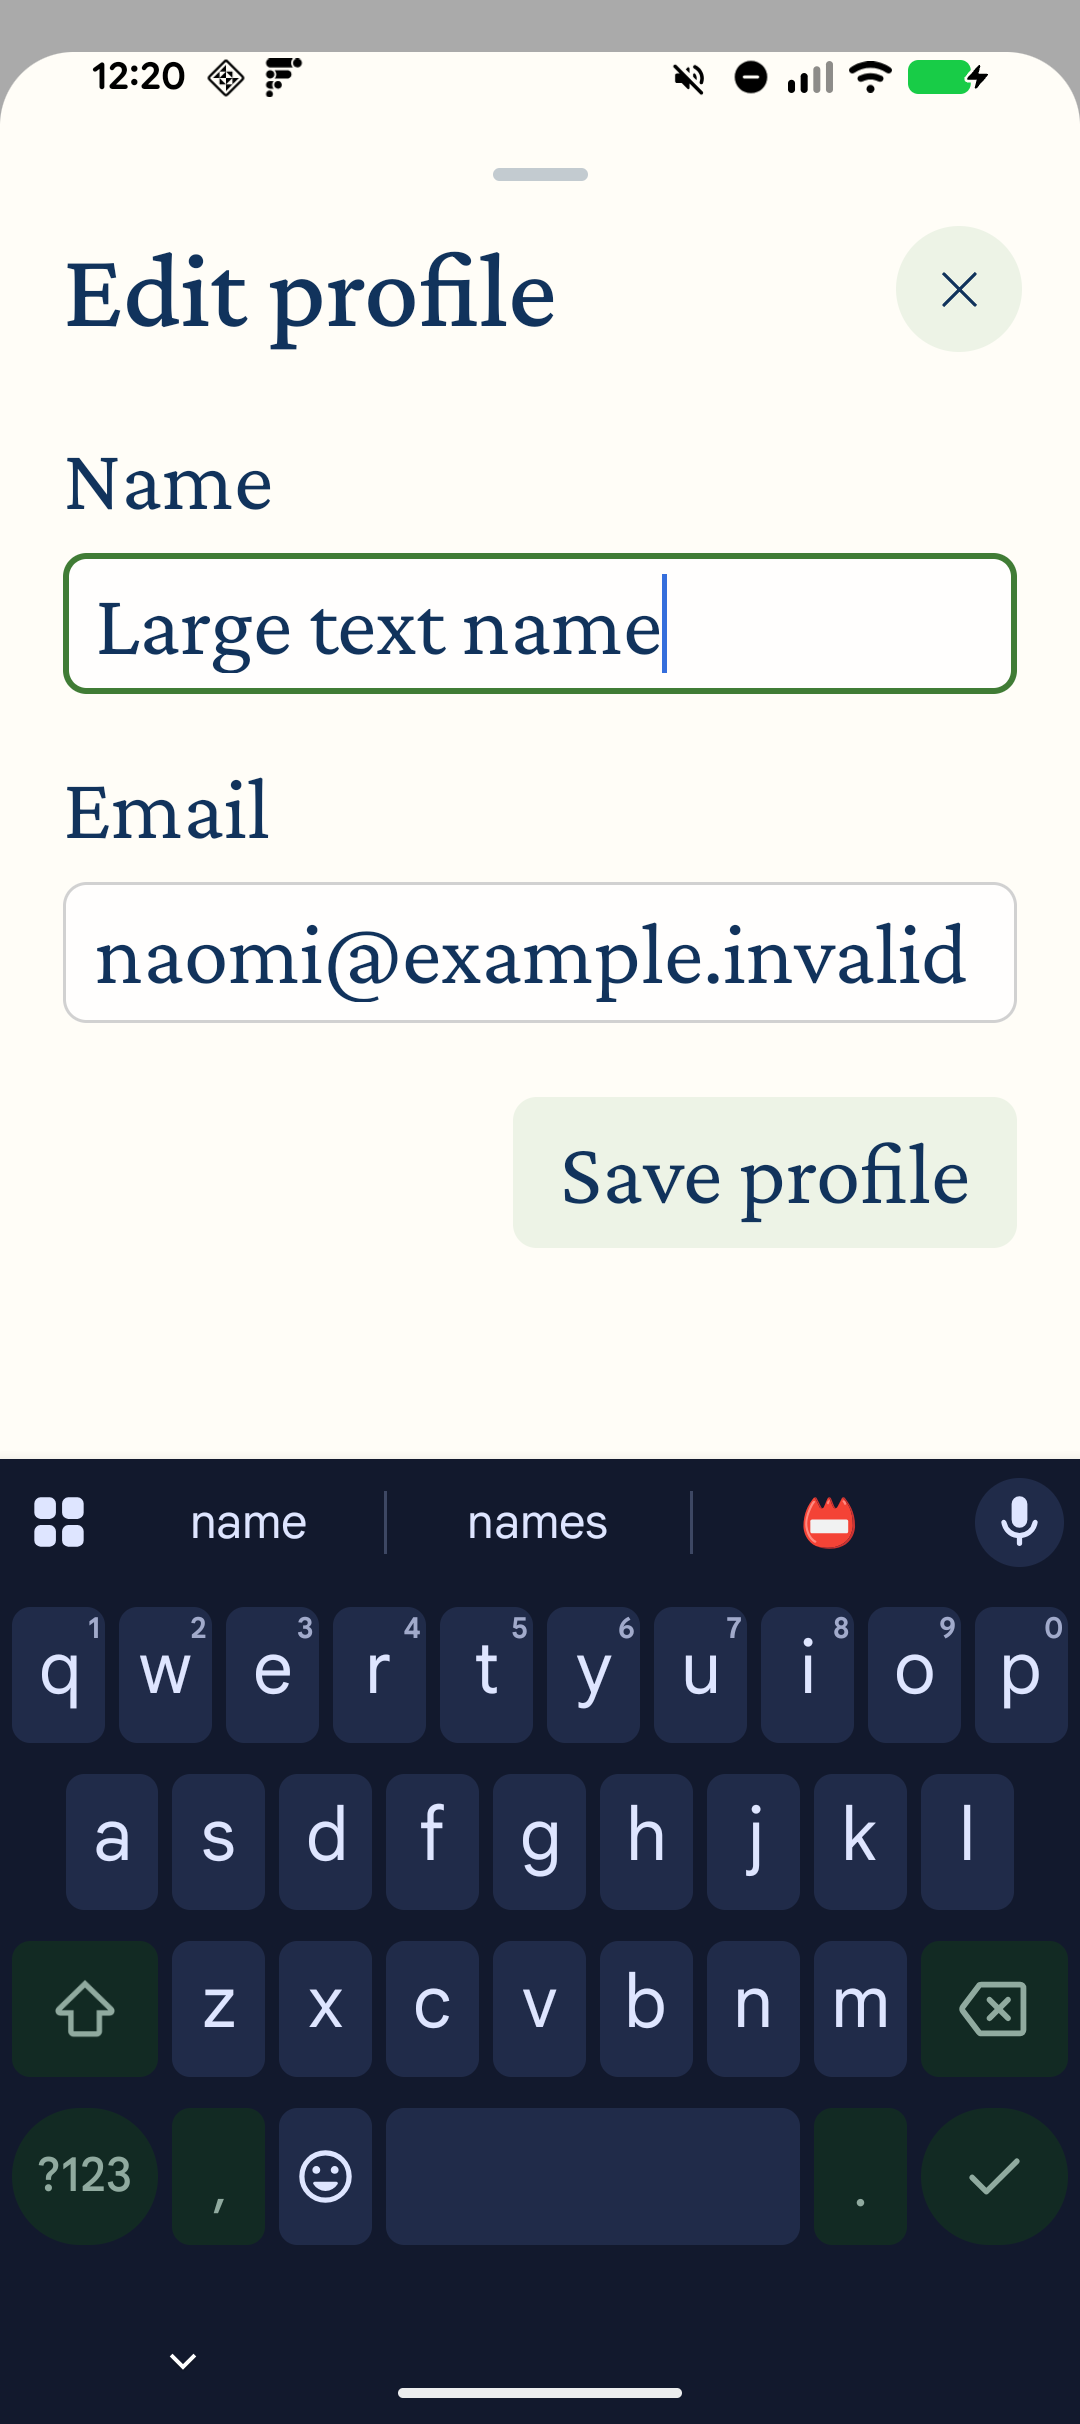 12:20
Edit profile
Name
Large text name
Email
naomi@example.invalid
Save profile
name names
1 2 3 4 5 6 7 8 9 0
q w e r t y u i o p
a s d f g h j k l
z x c v b n m
?123 , .